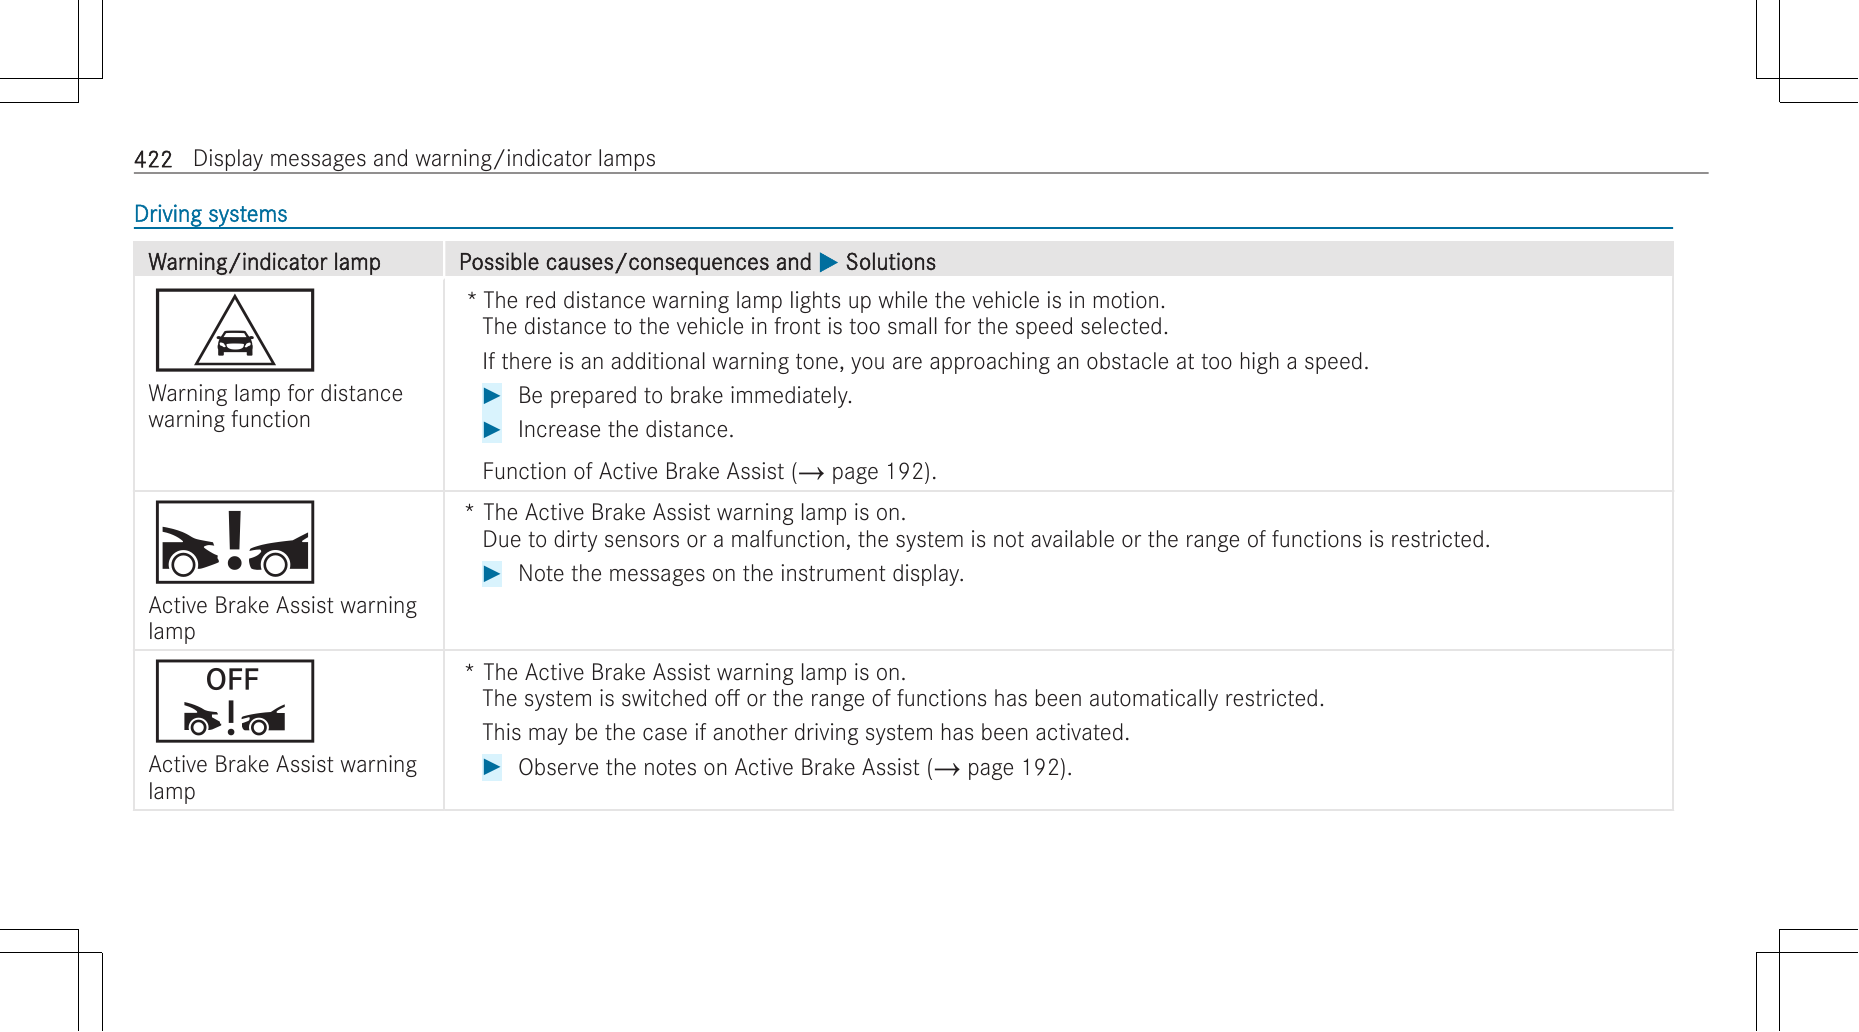 422 Display messages and warning/indicator lamps
Driving systems
Warning/indicator lamp
Possible causes/consequences and ▶ Solutions
Warning lamp for distance
warning function
* The red distance warning lamp lights up while the vehicle is in motion.
The distance to the vehicle in front is too small for the speed selected.
If there is an additional warning tone, you are approaching an obstacle at too high a speed.
▶ Be prepared to brake immediately.
▶ Increase the distance.
Function of Active Brake Assist (→ page 192).
Active Brake Assist warning
lamp
* The Active Brake Assist warning lamp is on.
Due to dirty sensors or a malfunction, the system is not available or the range of functions is restricted.
▶ Note the messages on the instrument display.
OFF
Active Brake Assist warning
lamp
* The Active Brake Assist warning lamp is on.
The system is switched off or the range of functions has been automatically restricted.
This may be the case if another driving system has been activated.
▶ Observe the notes on Active Brake Assist (→ page 192).